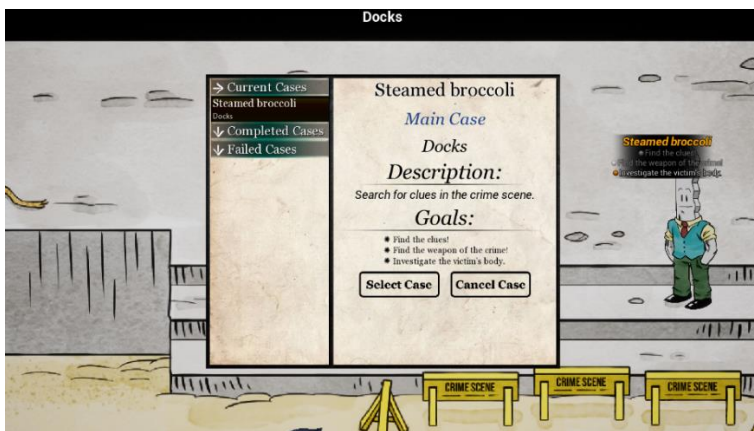 Docks
→ Current Cases
Steamed broccoli
Docks
↓ Completed Cases
↓ Failed Cases
Steamed broccoli
Main Case
Docks
Description:
Search for clues in the crime scene.
Goals:
✱ Find the clues!
✱ Find the weapon of the crime!
✱ Investigate the victim's body.
Select Case
Cancel Case
Steamed broccoli
Find the clues!
Find the weapon of the crime!
Investigate the victim's body.
CRIME SCENE
CRIME SCENE
CRIME SCENE